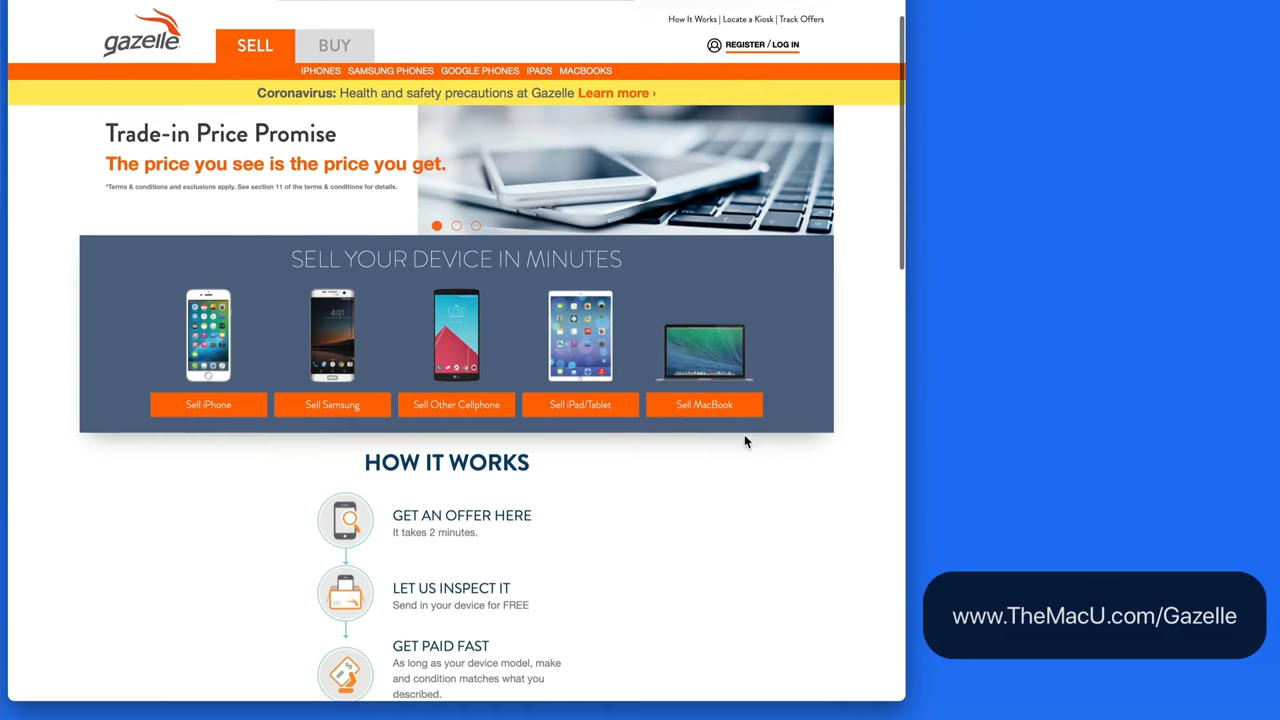 How It Works | Locate a Kiosk | Track Offers
gazelle
SELL
BUY
REGISTER / LOG IN
IPHONES SAMSUNG PHONES GOOGLE PHONES IPADS MACBOOKS
Coronavirus: Health and safety precautions at Gazelle Learn more ›
Trade-in Price Promise
The price you see is the price you get.
*Terms & conditions and exclusions apply. See section 11 of the terms & conditions for details.
SELL YOUR DEVICE IN MINUTES
4:01
Sell iPhone
Sell Samsung
Sell Other Cellphone
Sell iPad/Tablet
Sell MacBook
HOW IT WORKS
GET AN OFFER HERE
It takes 2 minutes.
LET US INSPECT IT
Send in your device for FREE
GET PAID FAST
As long as your device model, make
and condition matches what you
described.
www.TheMacU.com/Gazelle